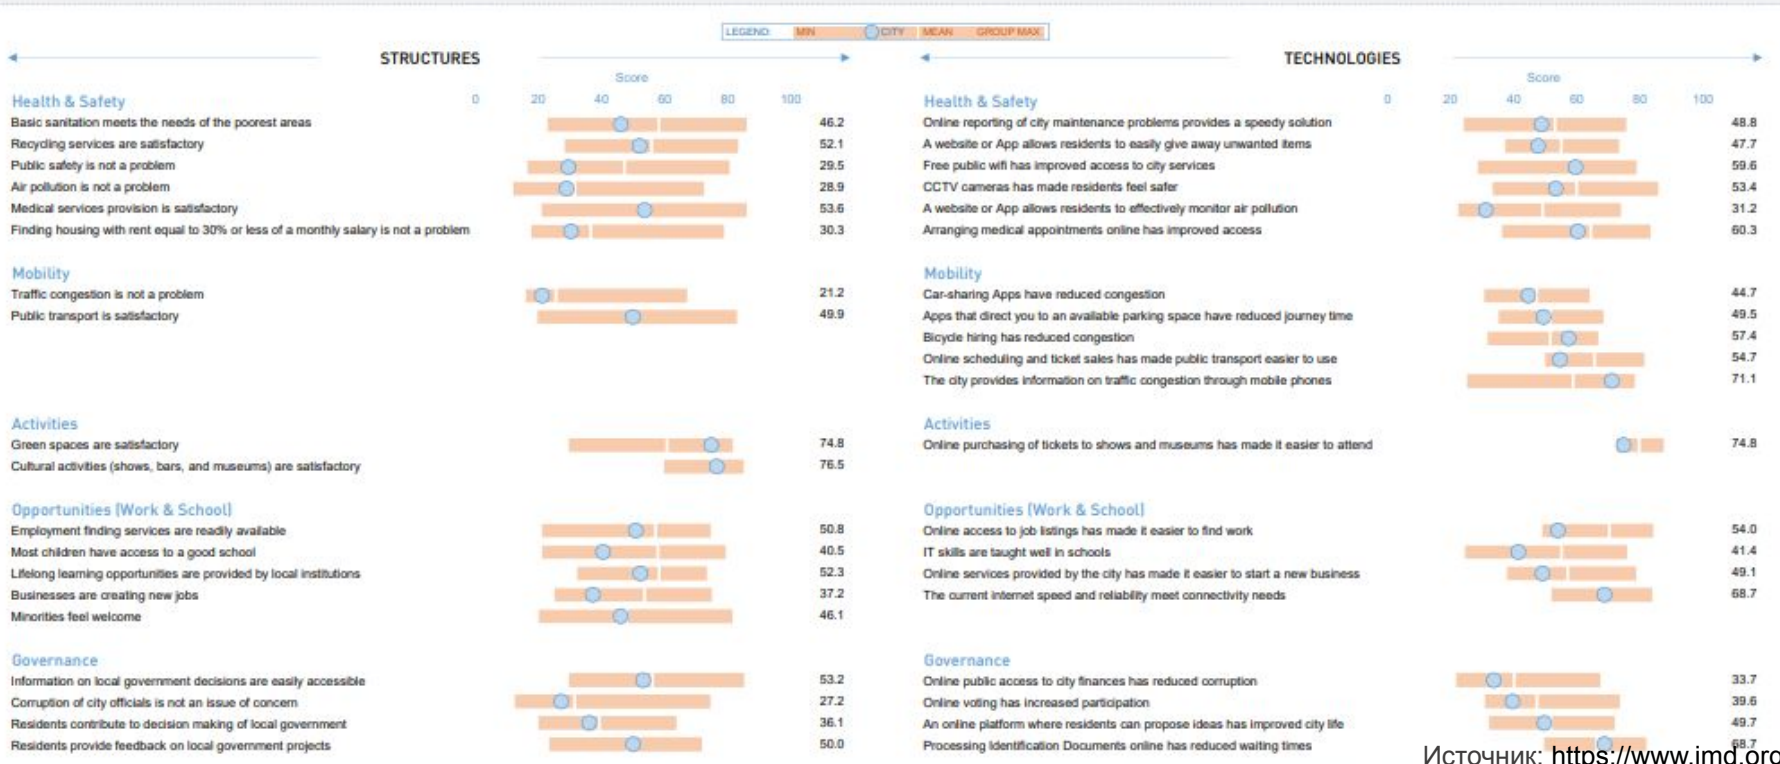 LEGEND: MIN CITY MEAN GROUP MAX
STRUCTURES
Score
Health & Safety 0 20 40 60 80 100
Basic sanitation meets the needs of the poorest areas 46.2
Recycling services are satisfactory 52.1
Public safety is not a problem 29.5
Air pollution is not a problem 28.9
Medical services provision is satisfactory 53.6
Finding housing with rent equal to 30% or less of a monthly salary is not a problem 30.3
Mobility
Traffic congestion is not a problem 21.2
Public transport is satisfactory 49.9
Activities
Green spaces are satisfactory 74.8
Cultural activities (shows, bars, and museums) are satisfactory 76.5
Opportunities (Work & School)
Employment finding services are readily available 50.8
Most children have access to a good school 40.5
Lifelong learning opportunities are provided by local institutions 52.3
Businesses are creating new jobs 37.2
Minorities feel welcome 46.1
Governance
Information on local government decisions are easily accessible 53.2
Corruption of city officials is not an issue of concern 27.2
Residents contribute to decision making of local government 36.1
Residents provide feedback on local government projects 50.0
TECHNOLOGIES
Score
Health & Safety 0 20 40 60 80 100
Online reporting of city maintenance problems provides a speedy solution 48.8
A website or App allows residents to easily give away unwanted items 47.7
Free public wifi has improved access to city services 59.6
CCTV cameras has made residents feel safer 53.4
A website or App allows residents to effectively monitor air pollution 31.2
Arranging medical appointments online has improved access 60.3
Mobility
Car-sharing Apps have reduced congestion 44.7
Apps that direct you to an available parking space have reduced journey time 49.5
Bicycle hiring has reduced congestion 57.4
Online scheduling and ticket sales has made public transport easier to use 54.7
The city provides information on traffic congestion through mobile phones 71.1
Activities
Online purchasing of tickets to shows and museums has made it easier to attend 74.8
Opportunities (Work & School)
Online access to job listings has made it easier to find work 54.0
IT skills are taught well in schools 41.4
Online services provided by the city has made it easier to start a new business 49.1
The current internet speed and reliability meet connectivity needs 68.7
Governance
Online public access to city finances has reduced corruption 33.7
Online voting has increased participation 39.6
An online platform where residents can propose ideas has improved city life 49.7
Processing Identification Documents online has reduced waiting times 68.7
Источник: https://www.imd.org